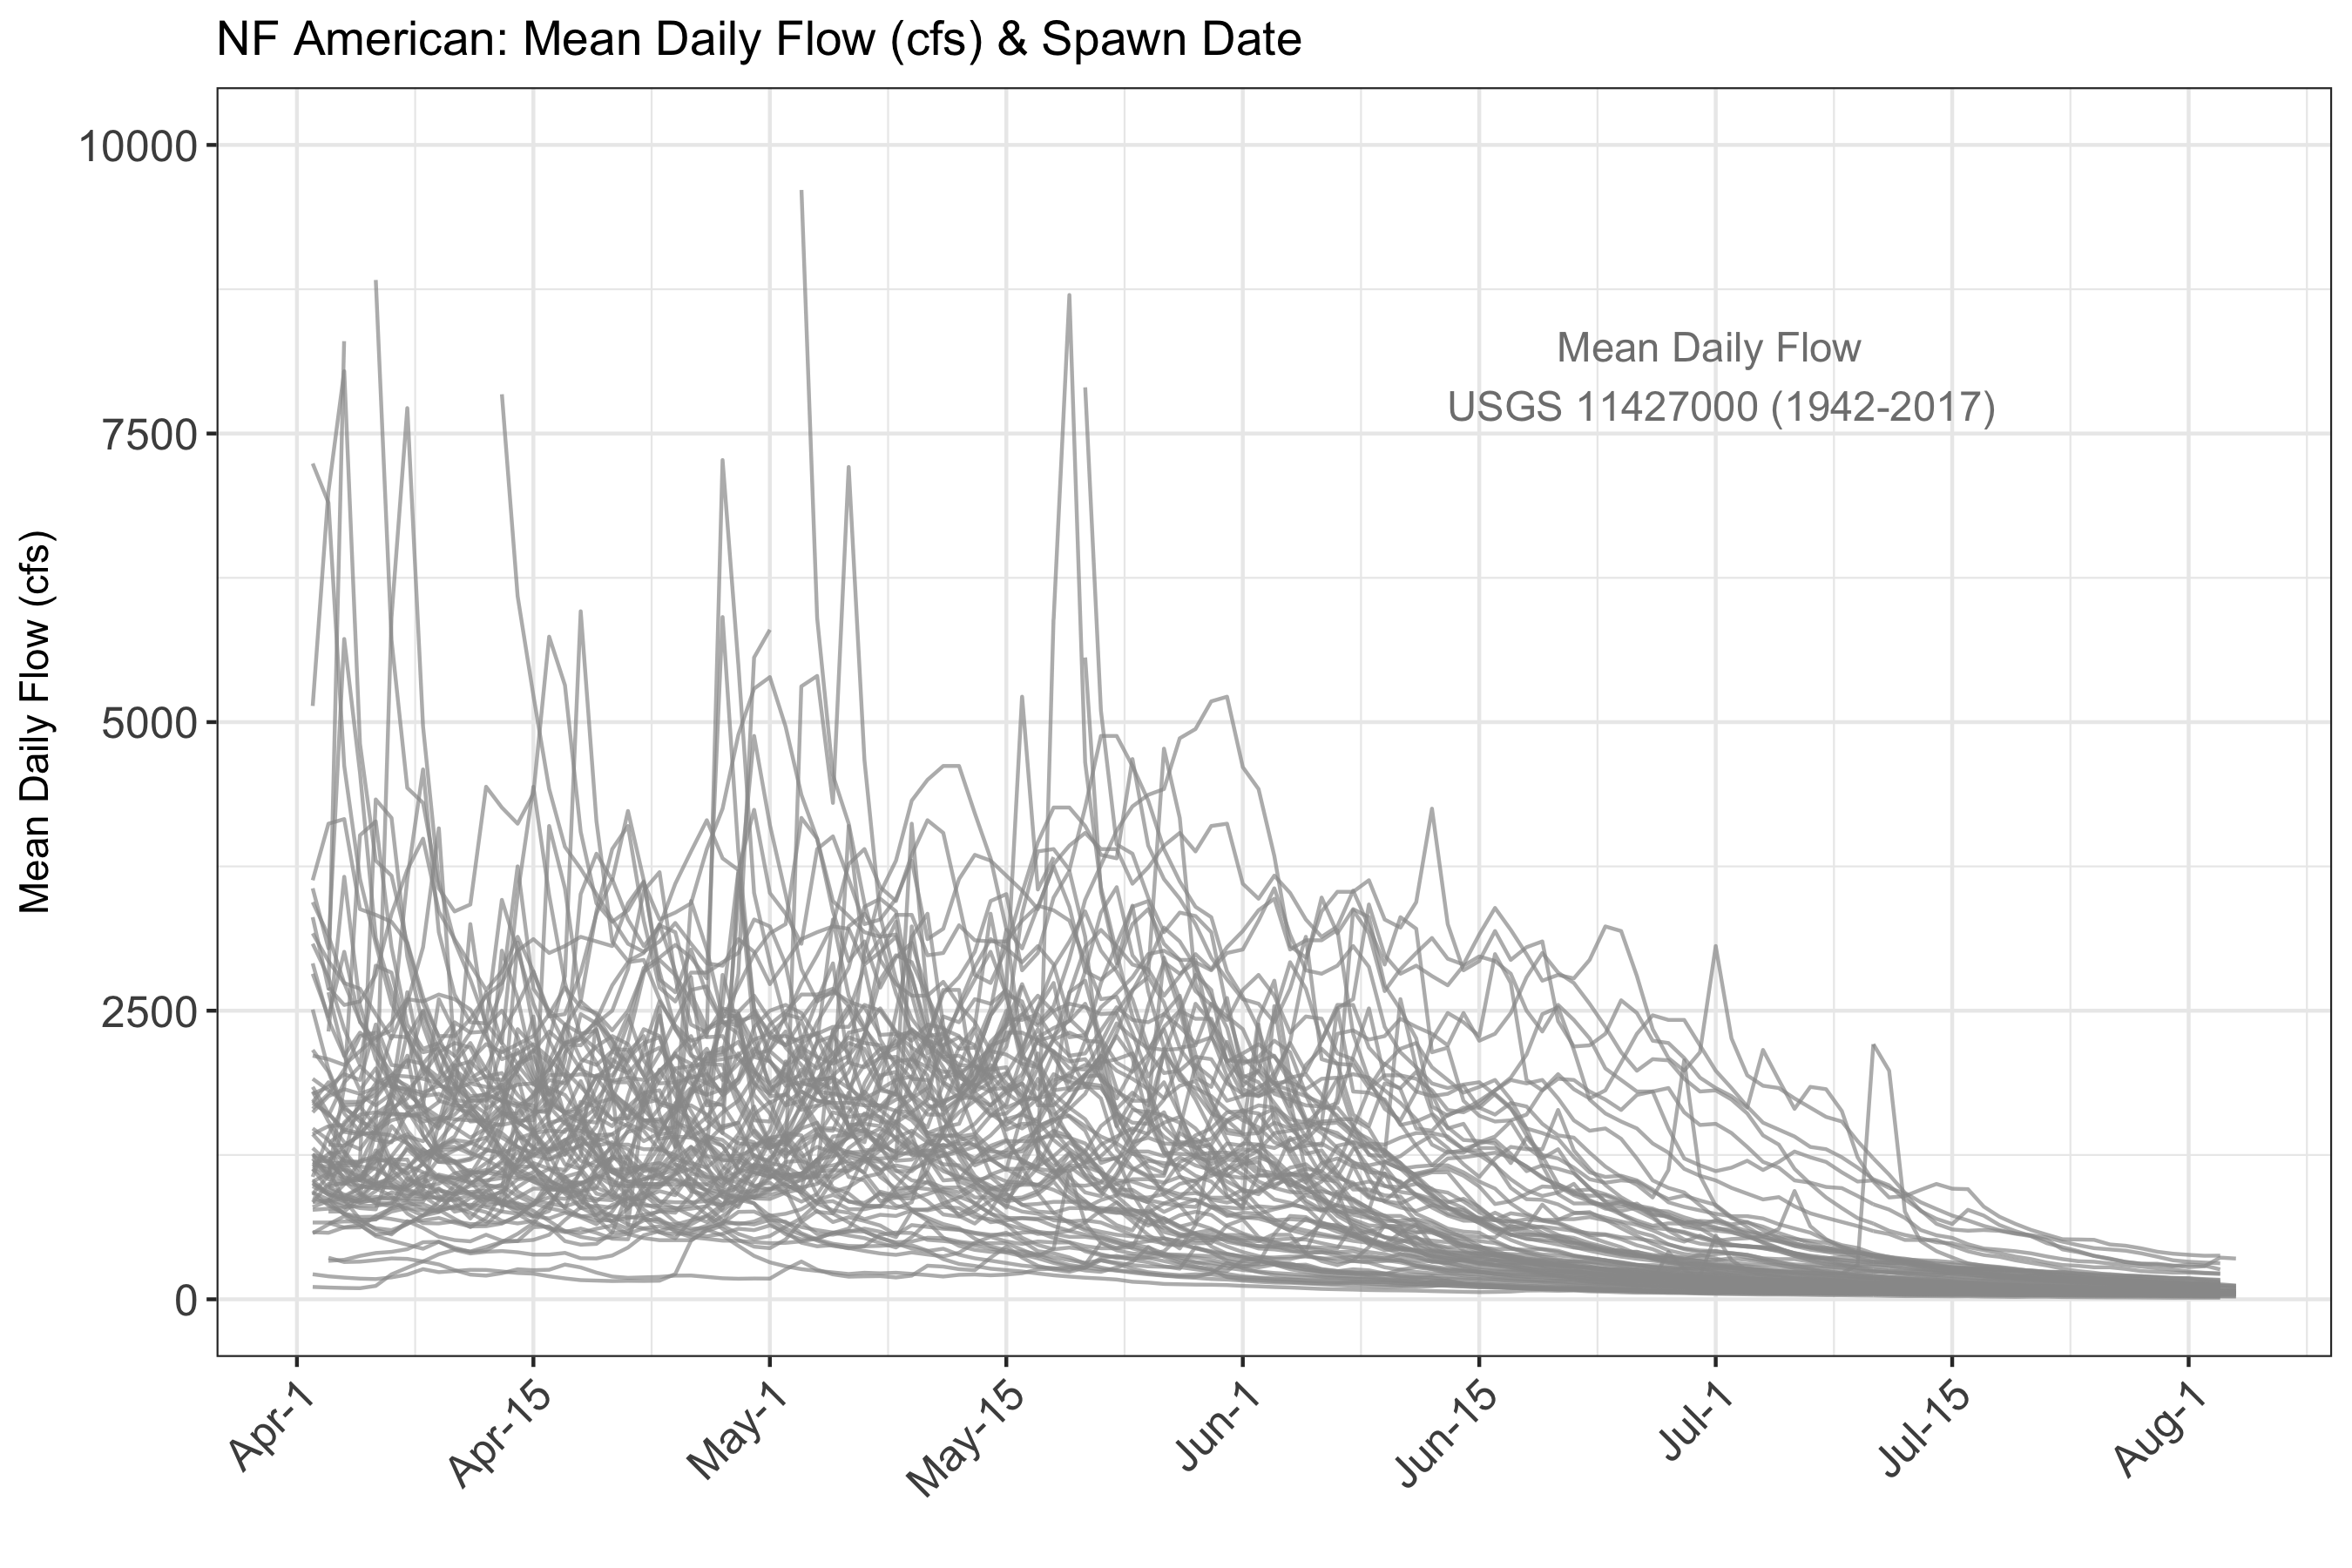 NF American: Mean Daily Flow (cfs) & Spawn Date
10000
7500
5000
2500
0
Mean Daily Flow (cfs)
Mean Daily Flow
USGS 11427000 (1942-2017)
Apr-1
Apr-15
May-1
May-15
Jun-1
Jun-15
Jul-1
Jul-15
Aug-1